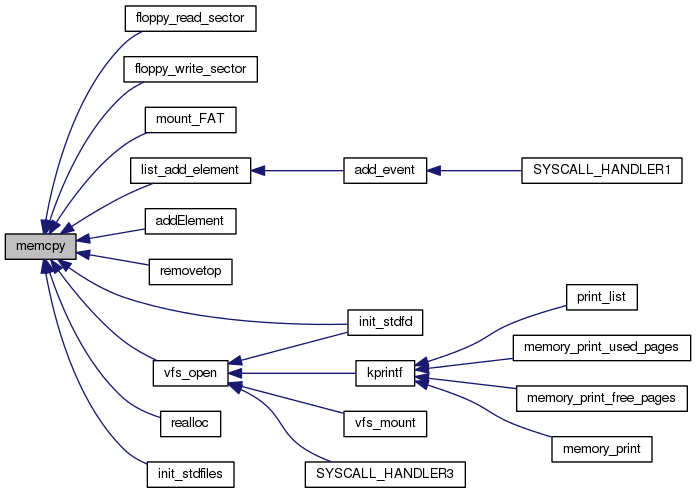 floppy_read_sector
floppy_write_sector
mount_FAT
list_add_element
add_event
SYSCALL_HANDLER1
addElement
memcpy
removetop
print_list
init_stdfd
memory_print_used_pages
vfs_open
kprintf
memory_print_free_pages
realloc
vfs_mount
memory_print
init_stdfiles
SYSCALL_HANDLER3